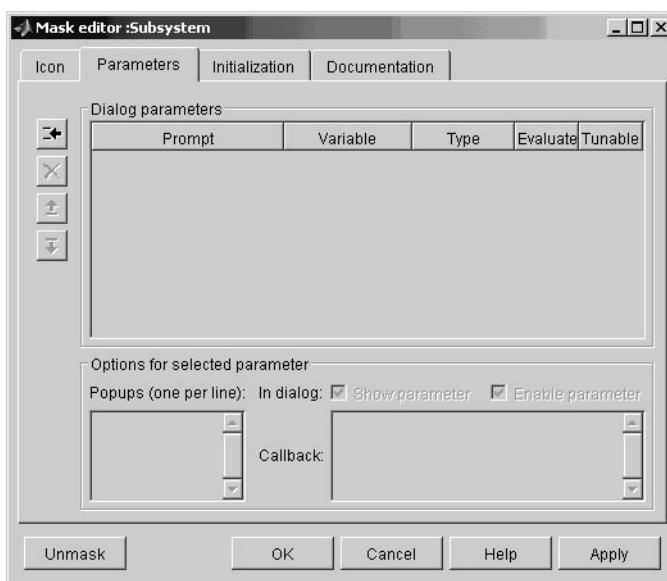 Mask editor :Subsystem
Icon Parameters Initialization Documentation
Dialog parameters
Prompt Variable Type Evaluate Tunable
Options for selected parameter
Popups (one per line): In dialog: Show parameter Enable parameter
Callback:
Unmask OK Cancel Help Apply